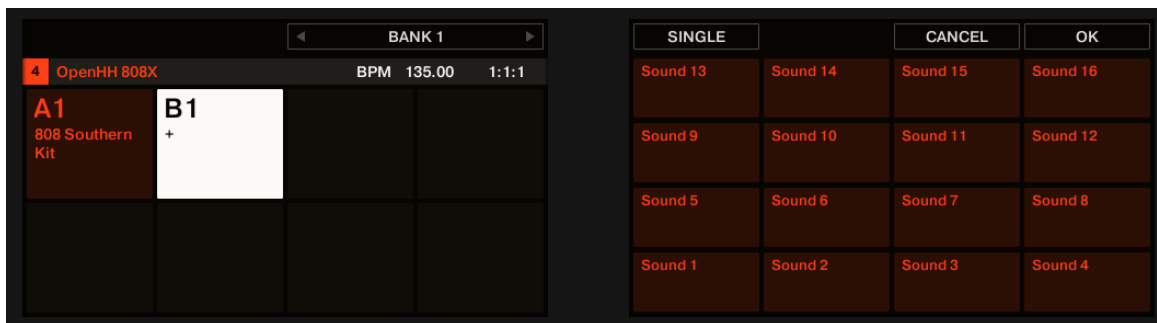 BANK 1
4 OpenHH 808X BPM 135.00 1:1:1
A1
808 Southern
Kit
B1
+
SINGLE CANCEL OK
Sound 13 Sound 14 Sound 15 Sound 16
Sound 9 Sound 10 Sound 11 Sound 12
Sound 5 Sound 6 Sound 7 Sound 8
Sound 1 Sound 2 Sound 3 Sound 4